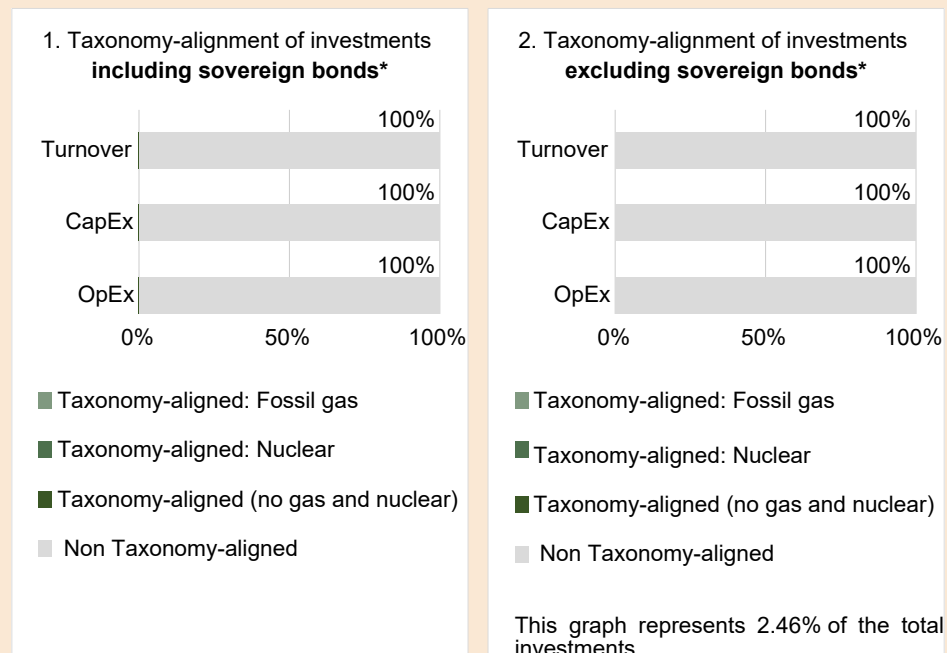 1. Taxonomy-alignment of investments
including sovereign bonds*
100%
Turnover
100%
CapEx
100%
OpEx
0% 50% 100%
Taxonomy-aligned: Fossil gas
Taxonomy-aligned: Nuclear
Taxonomy-aligned (no gas and nuclear)
Non Taxonomy-aligned
2. Taxonomy-alignment of investments
excluding sovereign bonds*
100%
Turnover
100%
CapEx
100%
OpEx
0% 50% 100%
Taxonomy-aligned: Fossil gas
Taxonomy-aligned: Nuclear
Taxonomy-aligned (no gas and nuclear)
Non Taxonomy-aligned
This graph represents 2.46% of the total
investments